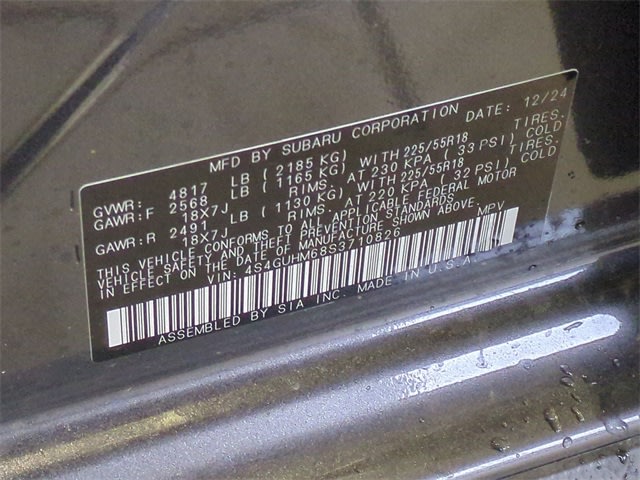 MFD BY SUBARU CORPORATION DATE: 12/24
GVWR: 4817 LB (2185 KG)
GAWR:F 2568 LB (1165 KG) WITH 225/55R18 TIRES.
18X7J RIMS. AT 230 KPA (33 PSI) COLD
GAWR:R 2491 LB (1130 KG) WITH 225/55R18 TIRES.
18X7J RIMS. AT 220 KPA (32 PSI) COLD
THIS VEHICLE CONFORMS TO ALL APPLICABLE FEDERAL MOTOR
VEHICLE SAFETY AND THEFT PREVENTION STANDARDS
IN EFFECT ON THE DATE OF MANUFACTURE SHOWN ABOVE.
VIN: 4S4GUHM68S3710826 MPV
ASSEMBLED BY SIA INC. MADE IN U.S.A.